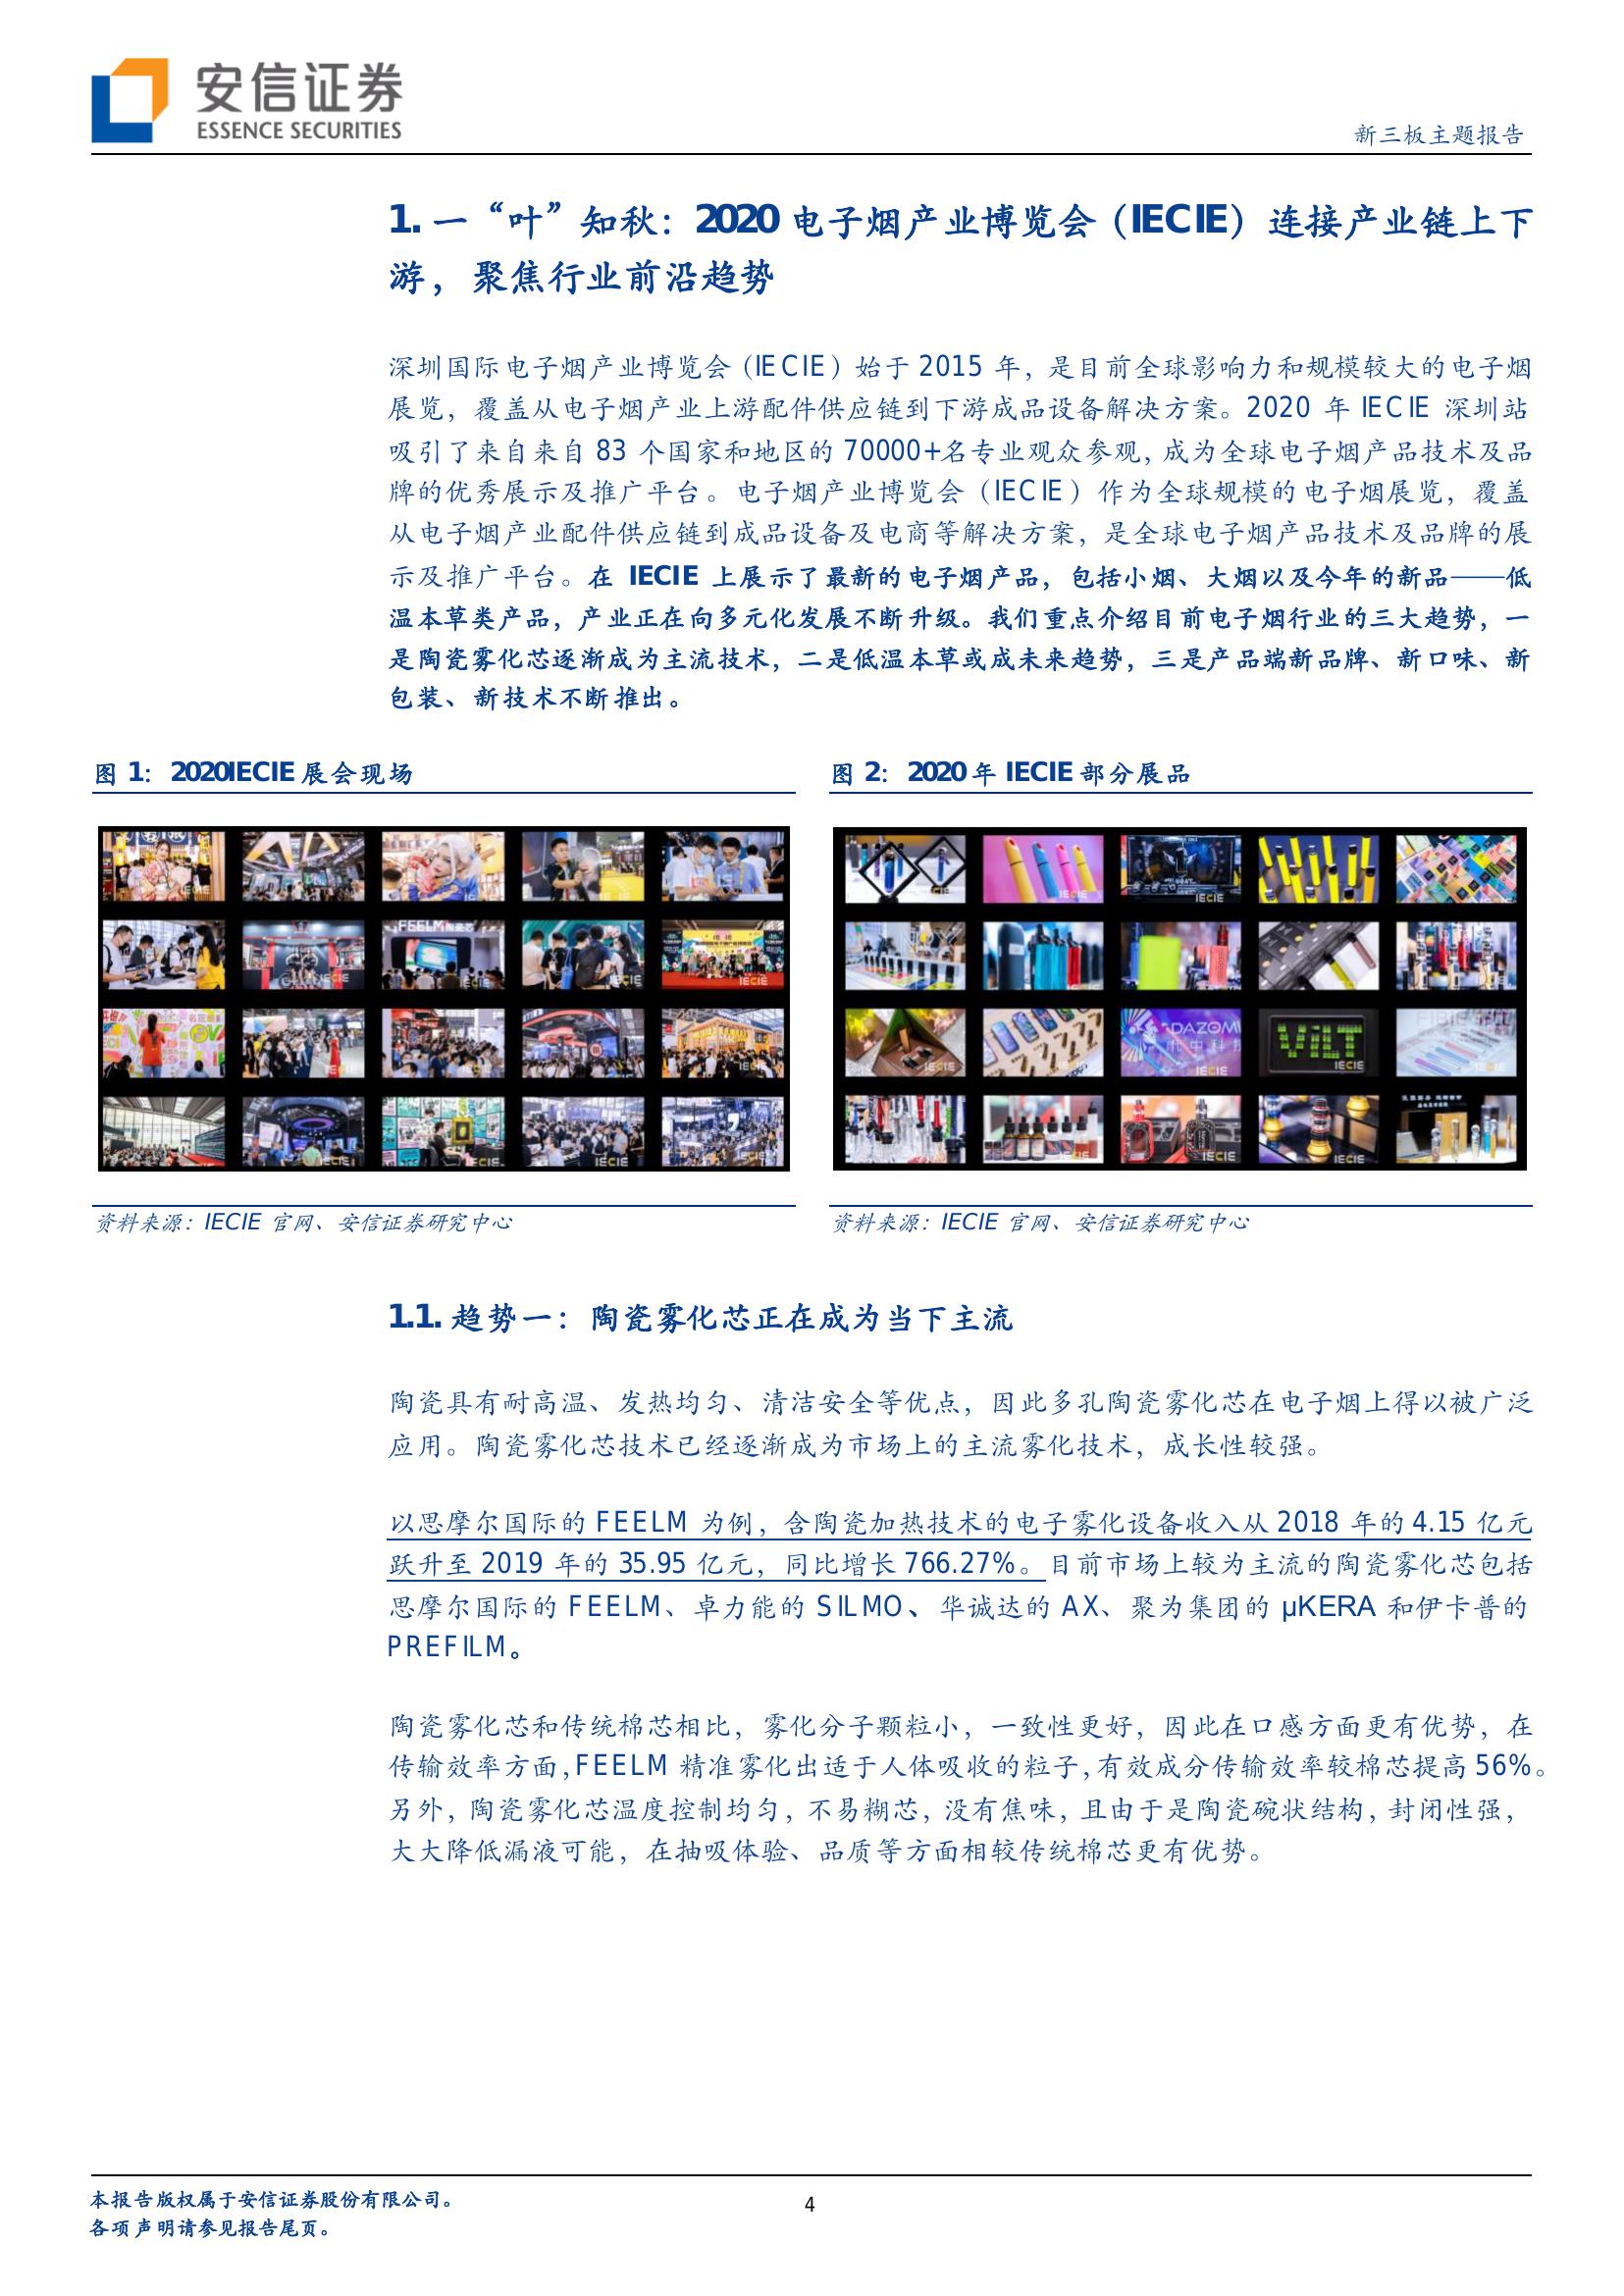 安信证券
ESSENCE SECURITIES
新三板主题报告
1. 一“叶”知秋：2020 电子烟产业博览会（IECIE）连接产业链上下
游，聚焦行业前沿趋势
深圳国际电子烟产业博览会（IECIE）始于 2015 年，是目前全球影响力和规模较大的电子烟
展览，覆盖从电子烟产业上游配件供应链到下游成品设备解决方案。2020 年 IECIE 深圳站
吸引了来自来自 83 个国家和地区的 70000+名专业观众参观，成为全球电子烟产品技术及品
牌的优秀展示及推广平台。电子烟产业博览会（IECIE）作为全球规模的电子烟展览，覆盖
从电子烟产业配件供应链到成品设备及电商等解决方案，是全球电子烟产品技术及品牌的展
示及推广平台。在 IECIE 上展示了最新的电子烟产品，包括小烟、大烟以及今年的新品——低
温本草类产品，产业正在向多元化发展不断升级。我们重点介绍目前电子烟行业的三大趋势，一
是陶瓷雾化芯逐渐成为主流技术，二是低温本草或成未来趋势，三是产品端新品牌、新口味、新
包装、新技术不断推出。
图 1：2020IECIE 展会现场
图 2：2020 年 IECIE 部分展品
FEELM
DAZOM
IECIE
资料来源：IECIE 官网、安信证券研究中心
资料来源：IECIE 官网、安信证券研究中心
1.1. 趋势一：陶瓷雾化芯正在成为当下主流
陶瓷具有耐高温、发热均匀、清洁安全等优点，因此多孔陶瓷雾化芯在电子烟上得以被广泛
应用。陶瓷雾化芯技术已经逐渐成为市场上的主流雾化技术，成长性较强。
以思摩尔国际的 FEELM 为例，含陶瓷加热技术的电子雾化设备收入从 2018 年的 4.15 亿元
跃升至 2019 年的 35.95 亿元，同比增长 766.27%。目前市场上较为主流的陶瓷雾化芯包括
思摩尔国际的 FEELM、卓力能的 SILMO、华诚达的 AX、聚为集团的 μKERA 和伊卡普的
PREFILM。
陶瓷雾化芯和传统棉芯相比，雾化分子颗粒小，一致性更好，因此在口感方面更有优势，在
传输效率方面，FEELM 精准雾化出适于人体吸收的粒子，有效成分传输效率较棉芯提高 56%。
另外，陶瓷雾化芯温度控制均匀，不易糊芯，没有焦味，且由于是陶瓷碗状结构，封闭性强，
大大降低漏液可能，在抽吸体验、品质等方面相较传统棉芯更有优势。
本报告版权属于安信证券股份有限公司。
各项声明请参见报告尾页。
4